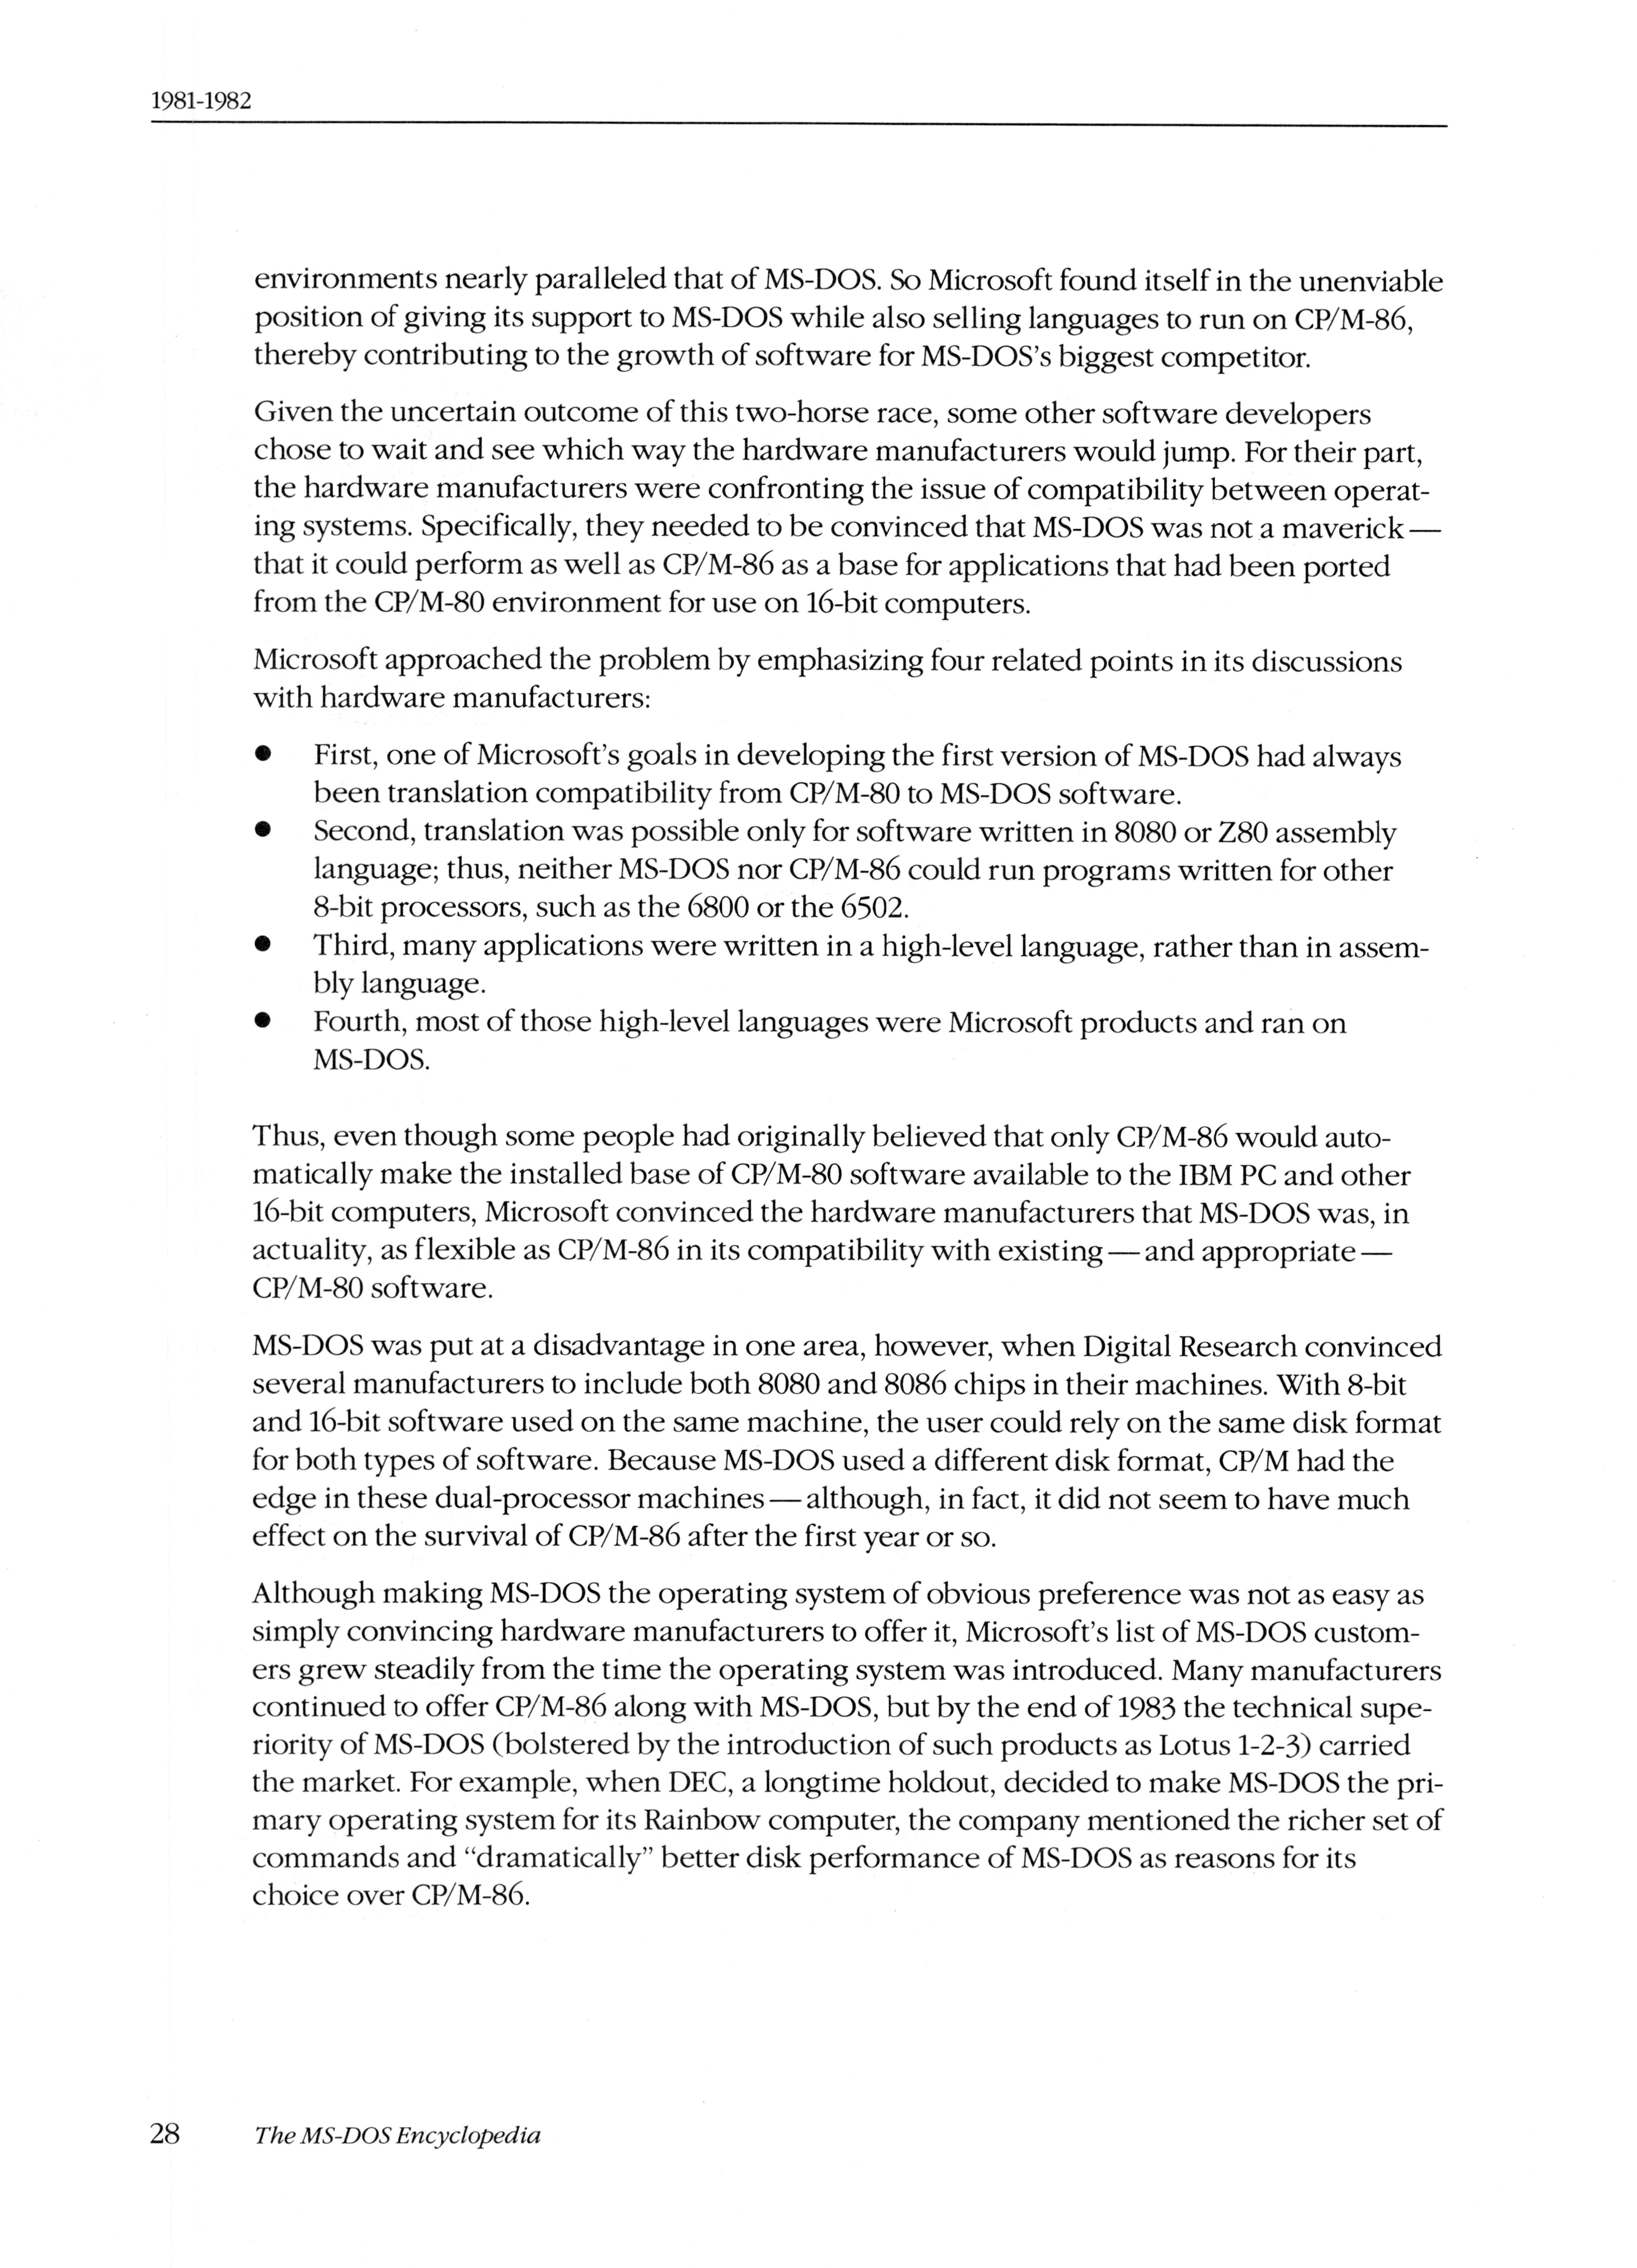 1981-1982
environments nearly paralleled that of MS-DOS. So Microsoft found itself in the unenviable
position of giving its support to MS-DOS while also selling languages to run on CP/M-86,
thereby contributing to the growth of software for MS-DOS's biggest competitor.
Given the uncertain outcome of this two-horse race, some other software developers
chose to wait and see which way the hardware manufacturers would jump. For their part,
the hardware manufacturers were confronting the issue of compatibility between operat-
ing systems. Specifically, they needed to be convinced that MS-DOS was not a maverick —
that it could perform as well as CP/M-86 as a base for applications that had been ported
from the CP/M-80 environment for use on 16-bit computers.
Microsoft approached the problem by emphasizing four related points in its discussions
with hardware manufacturers:
● First, one of Microsoft's goals in developing the first version of MS-DOS had always
been translation compatibility from CP/M-80 to MS-DOS software.
● Second, translation was possible only for software written in 8080 or Z80 assembly
language; thus, neither MS-DOS nor CP/M-86 could run programs written for other
8-bit processors, such as the 6800 or the 6502.
● Third, many applications were written in a high-level language, rather than in assem-
bly language.
● Fourth, most of those high-level languages were Microsoft products and ran on
MS-DOS.
Thus, even though some people had originally believed that only CP/M-86 would auto-
matically make the installed base of CP/M-80 software available to the IBM PC and other
16-bit computers, Microsoft convinced the hardware manufacturers that MS-DOS was, in
actuality, as flexible as CP/M-86 in its compatibility with existing — and appropriate —
CP/M-80 software.
MS-DOS was put at a disadvantage in one area, however, when Digital Research convinced
several manufacturers to include both 8080 and 8086 chips in their machines. With 8-bit
and 16-bit software used on the same machine, the user could rely on the same disk format
for both types of software. Because MS-DOS used a different disk format, CP/M had the
edge in these dual-processor machines — although, in fact, it did not seem to have much
effect on the survival of CP/M-86 after the first year or so.
Although making MS-DOS the operating system of obvious preference was not as easy as
simply convincing hardware manufacturers to offer it, Microsoft's list of MS-DOS custom-
ers grew steadily from the time the operating system was introduced. Many manufacturers
continued to offer CP/M-86 along with MS-DOS, but by the end of 1983 the technical supe-
riority of MS-DOS (bolstered by the introduction of such products as Lotus 1-2-3) carried
the market. For example, when DEC, a longtime holdout, decided to make MS-DOS the pri-
mary operating system for its Rainbow computer, the company mentioned the richer set of
commands and “dramatically” better disk performance of MS-DOS as reasons for its
choice over CP/M-86.
28 The MS-DOS Encyclopedia